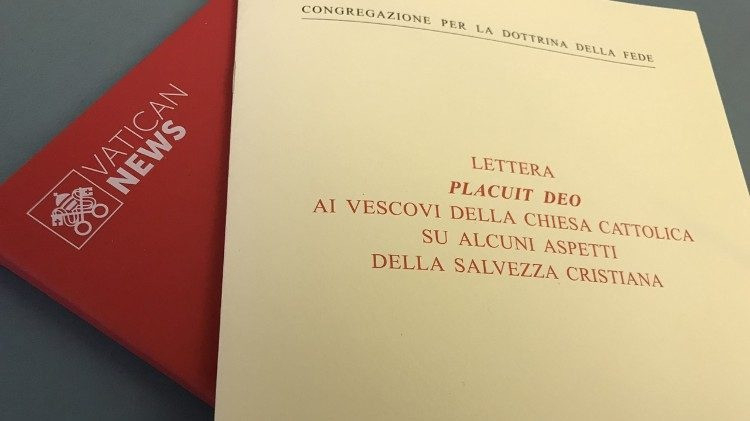 VATICAN
NEWS
CONGREGAZIONE PER LA DOTTRINA DELLA FEDE
LETTERA
PLACUIT DEO
AI VESCOVI DELLA CHIESA CATTOLICA
SU ALCUNI ASPETTI
DELLA SALVEZZA CRISTIANA